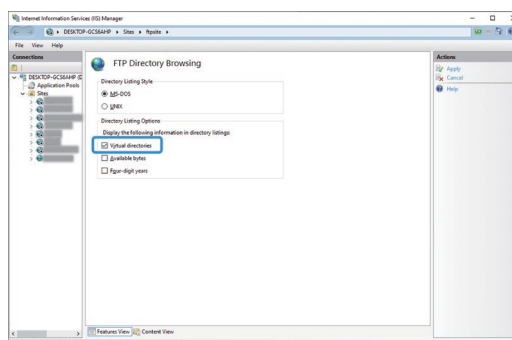 Internet Information Services (IIS) Manager
DESKTOP-GCS6AHP ▸ Sites ▸ ftpsite ▸
File View Help
Connections
DESKTOP-GCS6AHP (D
Application Pools
Sites
FTP Directory Browsing
Directory Listing Style
MS-DOS
UNIX
Directory Listing Options
Display the following information in directory listings:
Virtual directories
Available bytes
Four-digit years
Features View Content View
Actions
Apply
Cancel
Help